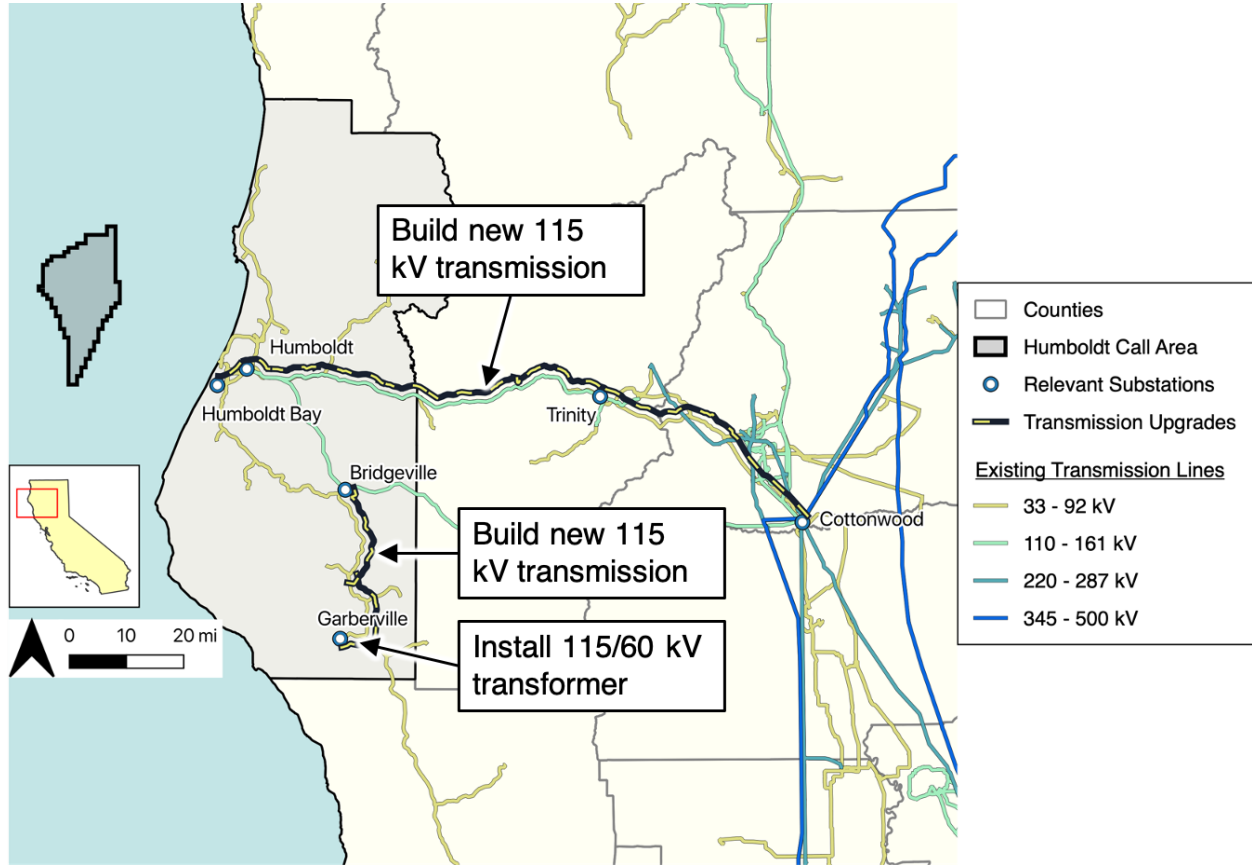 Build new 115
kV transmission
Humboldt
Humboldt Bay
Trinity
Bridgeville
Cottonwood
Build new 115
kV transmission
Garberville
Install 115/60 kV
transformer
0 10 20 mi
Counties
Humboldt Call Area
Relevant Substations
Transmission Upgrades
Existing Transmission Lines
33 - 92 kV
110 - 161 kV
220 - 287 kV
345 - 500 kV